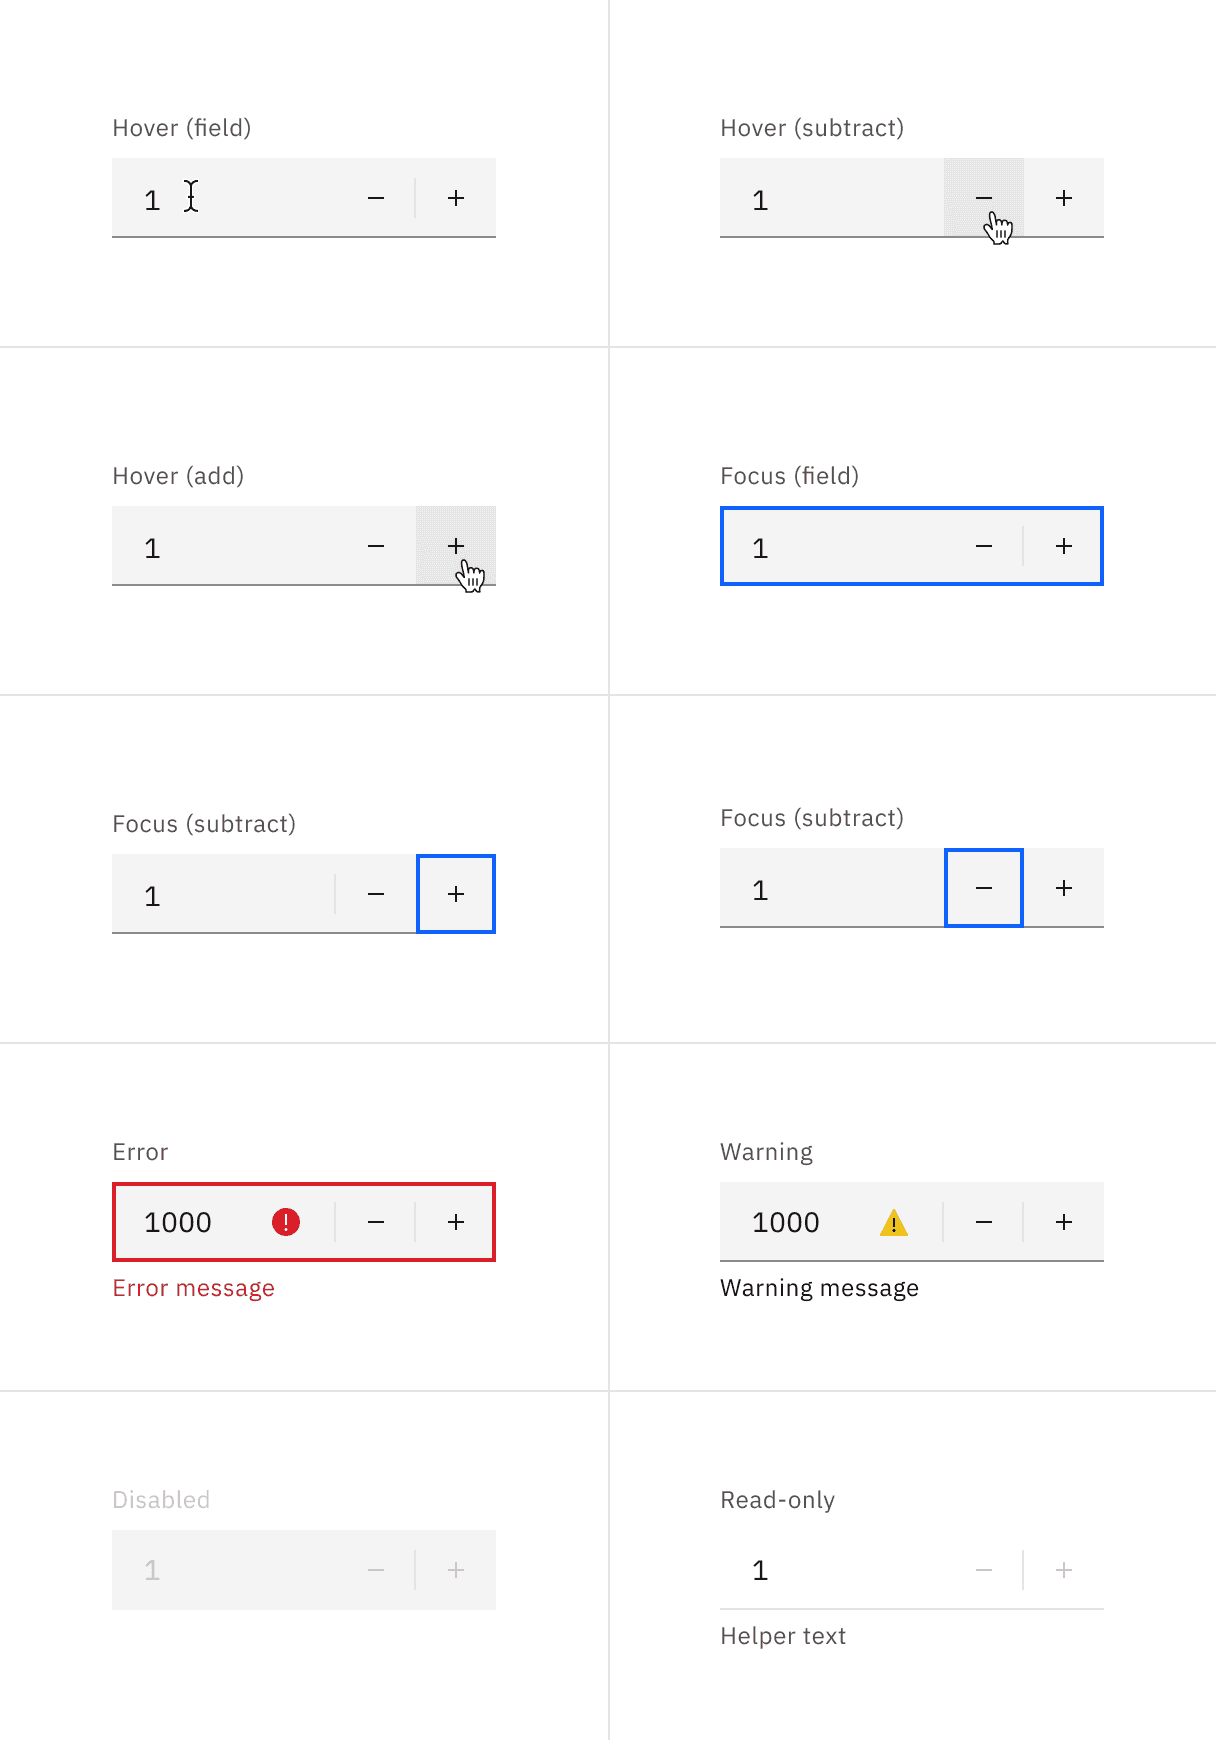 Hover (field)
1 − +
Hover (subtract)
1 − +
Hover (add)
1 − +
Focus (field)
1 − +
Focus (subtract)
1 − +
Focus (subtract)
1 − +
Error
1000 ! − +
Error message
Warning
1000 ! − +
Warning message
Disabled
1 − +
Read-only
1 − +
Helper text